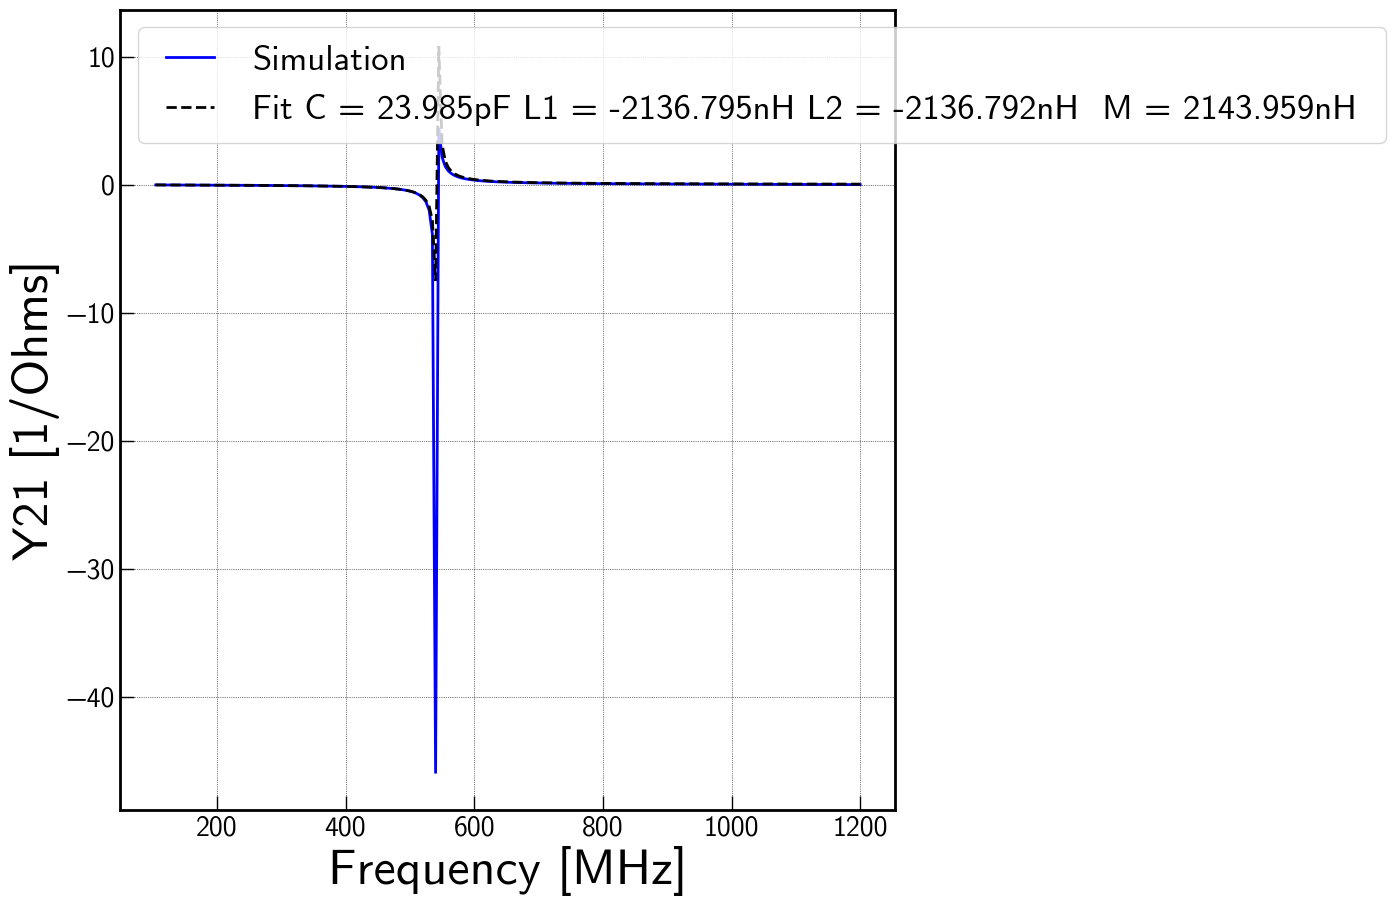 Simulation
Fit C = 23.985pF L1 = -2136.795nH L2 = -2136.792nH M = 2143.959nH
10
0
−10
−20
−30
−40
Y21 [1/Ohms]
200 400 600 800 1000 1200
Frequency [MHz]